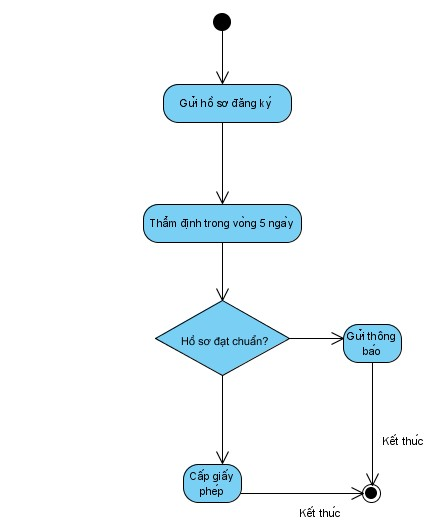 Gửi hồ sơ đăng ký
Thẩm định trong vòng 5 ngày
Hồ sơ đạt chuẩn?
Gửi thông
báo
Kết thúc
Cấp giấy
phép
Kết thúc